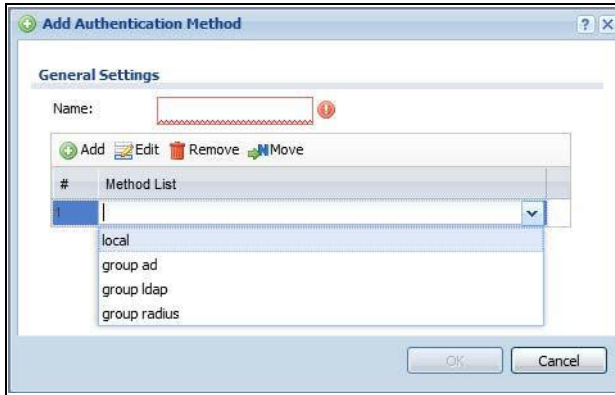 Add Authentication Method
General Settings
Name:
Add Edit Remove Move
# Method List
1
local
group ad
group ldap
group radius
OK Cancel